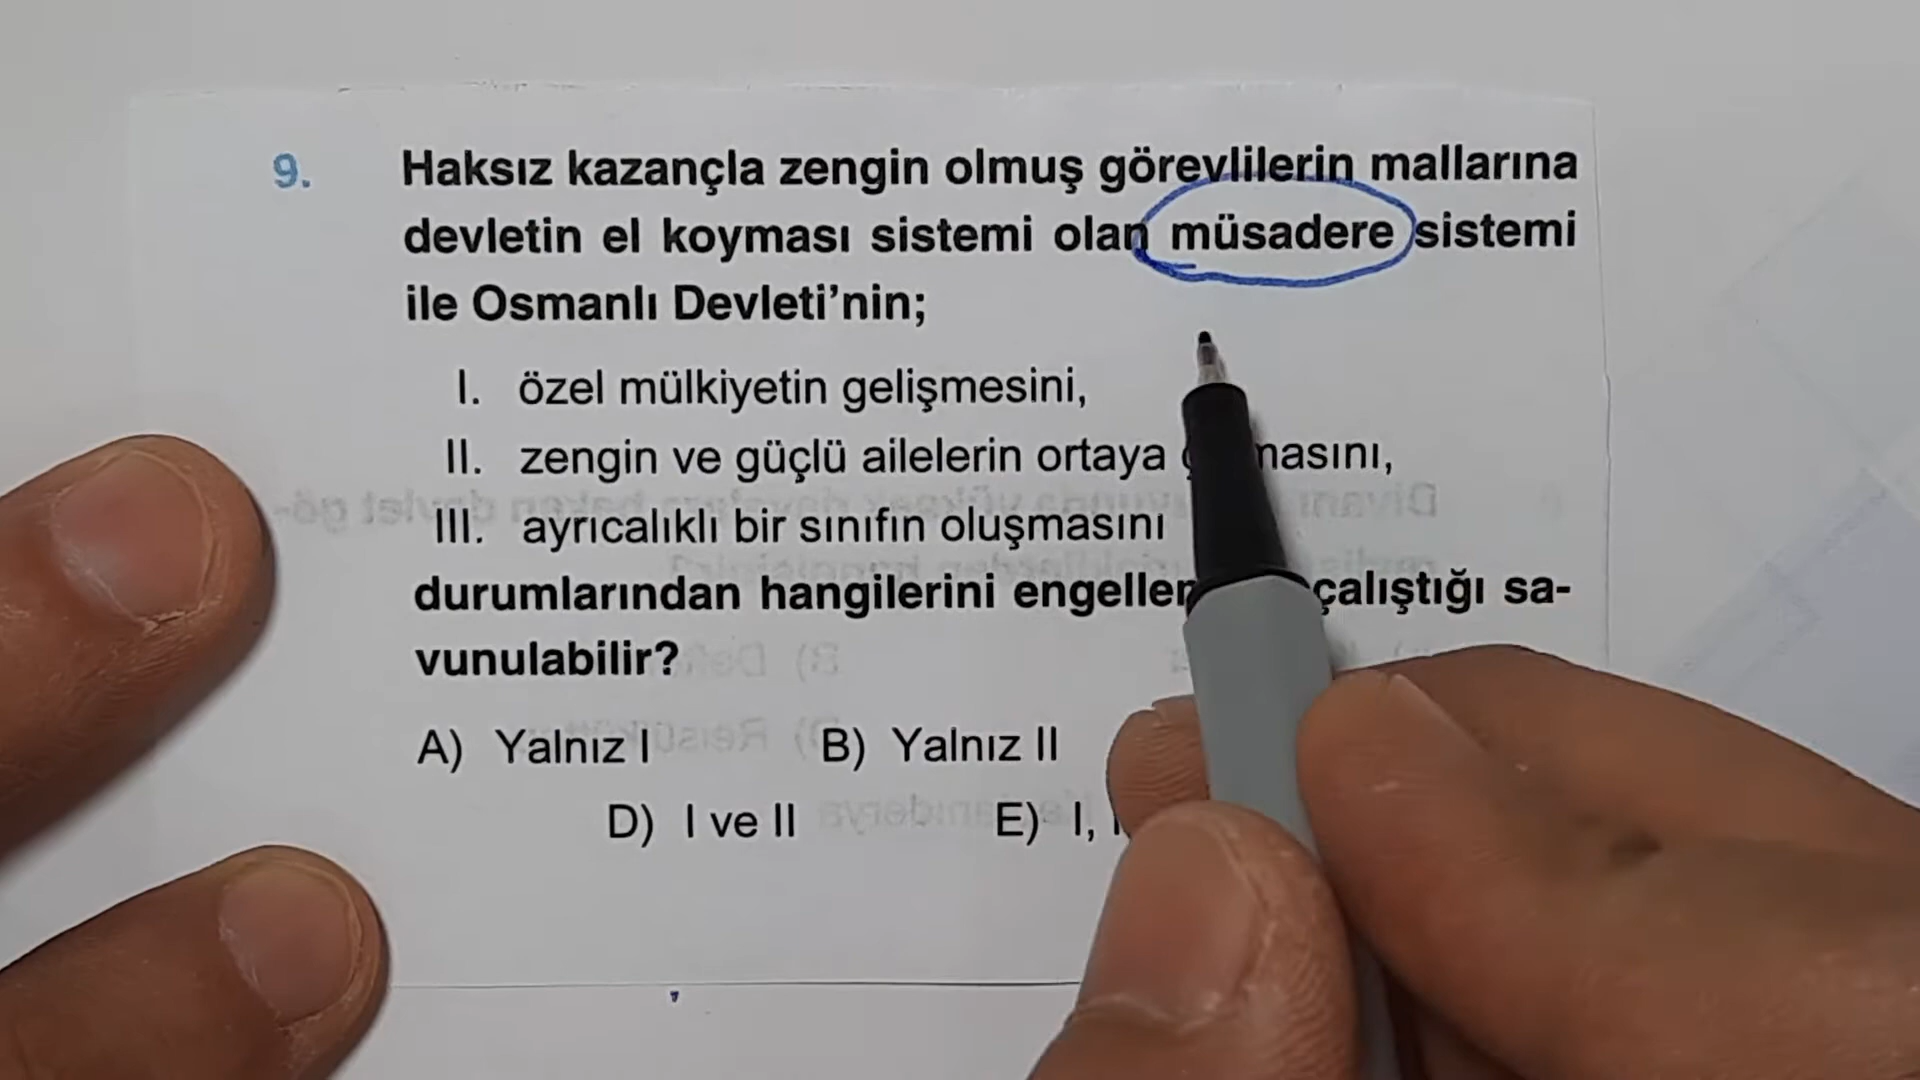 9. Haksız kazançla zengin olmuş görevlilerin mallarına
devletin el koyması sistemi olan müsadere sistemi
ile Osmanlı Devleti’nin;
I. özel mülkiyetin gelişmesini,
II. zengin ve güçlü ailelerin ortaya
III. ayrıcalıklı bir sınıfın oluşmasını
durumlarından hangilerini çalıştığı sa-
vunulabilir?
A) Yalnız I B) Yalnız II
D) I ve II E) I,